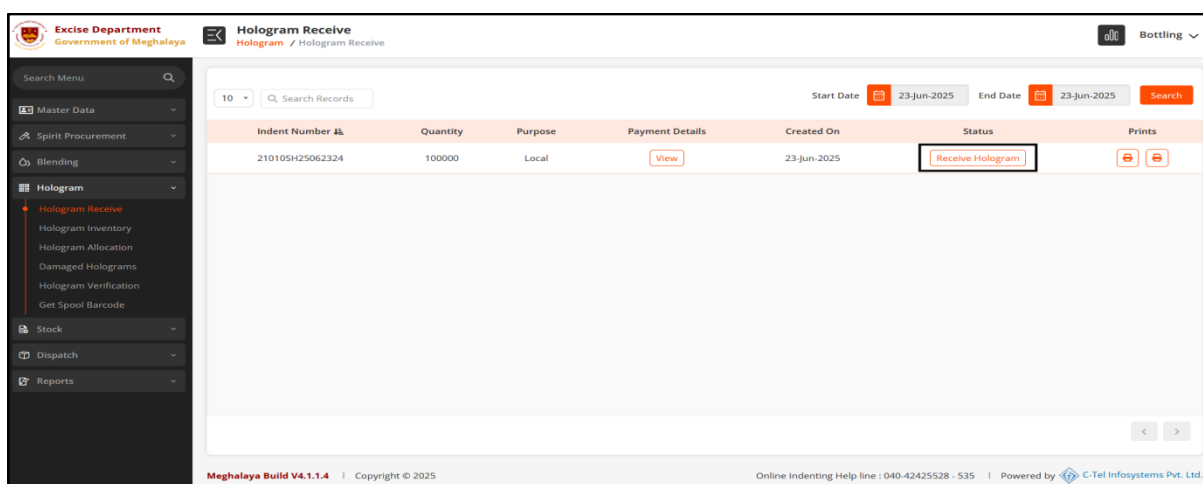 Excise Department
Government of Meghalaya
Hologram Receive
Hologram / Hologram Receive
Bottling
Search Menu
Master Data
Spirit Procurement
Blending
Hologram
Hologram Receive
Hologram Inventory
Hologram Allocation
Damaged Holograms
Hologram Verification
Get Spool Barcode
Stock
Dispatch
Reports
10 Search Records Start Date 23-Jun-2025 End Date 23-Jun-2025 Search
Indent Number Quantity Purpose Payment Details Created On Status Prints
21010SH25062324 100000 Local View 23-Jun-2025 Receive Hologram
< >
Meghalaya Build V4.1.1.4 | Copyright © 2025 Online Indenting Help line : 040-42425528 - 535 | Powered by C-Tel Infosystems Pvt. Ltd.